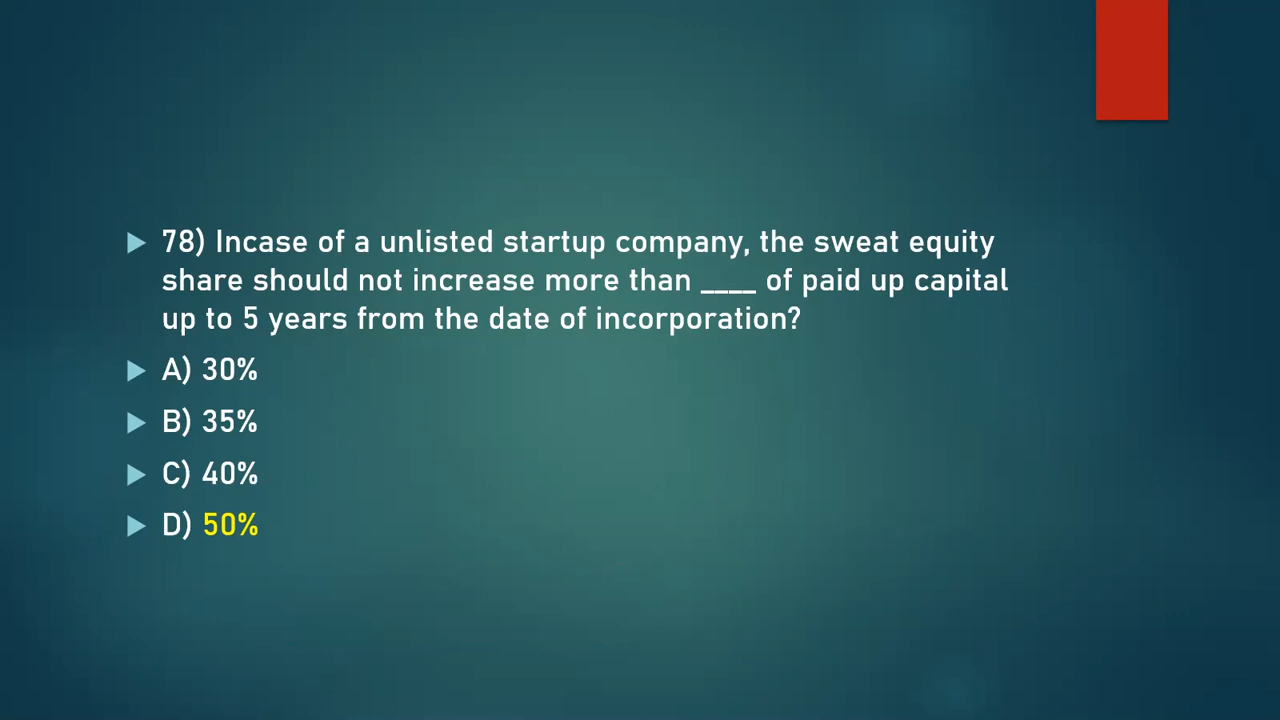 78) Incase of a unlisted startup company, the sweat equity
share should not increase more than ____ of paid up capital
up to 5 years from the date of incorporation?
A) 30%
B) 35%
C) 40%
D) 50%